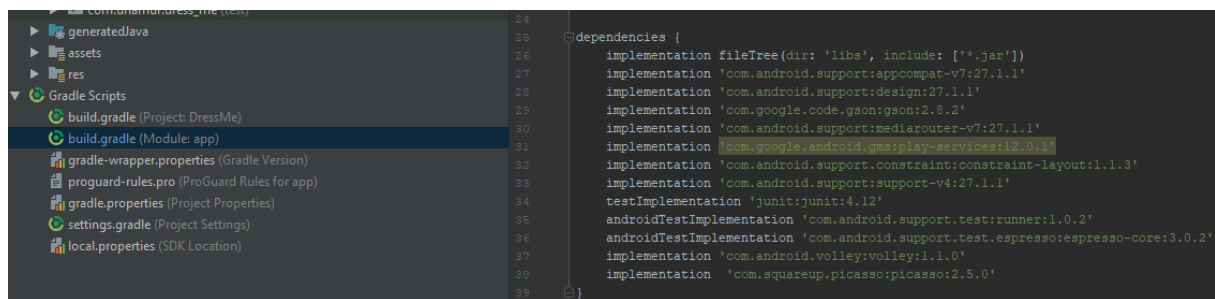 com.unamur.dress_me (test)
generatedJava
assets
res
Gradle Scripts
build.gradle (Project: DressMe)
build.gradle (Module: app)
gradle-wrapper.properties (Gradle Version)
proguard-rules.pro (ProGuard Rules for app)
gradle.properties (Project Properties)
settings.gradle (Project Settings)
local.properties (SDK Location)
24
25 dependencies {
26 implementation fileTree(dir: 'libs', include: ['*.jar'])
27 implementation 'com.android.support:appcompat-v7:27.1.1'
28 implementation 'com.android.support:design:27.1.1'
29 implementation 'com.google.code.gson:gson:2.8.2'
30 implementation 'com.android.support:mediarouter-v7:27.1.1'
31 implementation 'com.google.android.gms:play-services:12.0.1'
32 implementation 'com.android.support.constraint:constraint-layout:1.1.3'
33 implementation 'com.android.support:support-v4:27.1.1'
34 testImplementation 'junit:junit:4.12'
35 androidTestImplementation 'com.android.support.test:runner:1.0.2'
36 androidTestImplementation 'com.android.support.test.espresso:espresso-core:3.0.2'
37 implementation 'com.android.volley:volley:1.1.0'
38 implementation 'com.squareup.picasso:picasso:2.5.0'
39 }